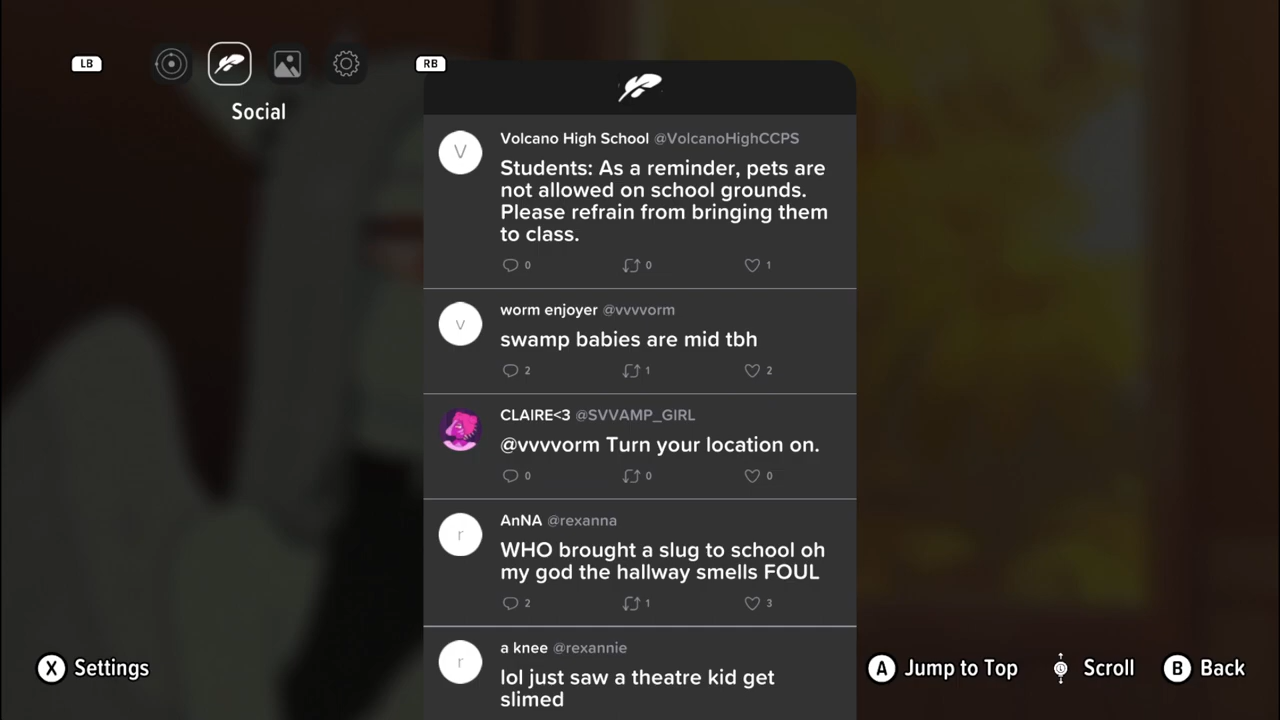 LB
RB
Social
Volcano High School @VolcanoHighCCPS
V
Students: As a reminder, pets are
not allowed on school grounds.
Please refrain from bringing them
to class.
0 0 1
worm enjoyer @vvvvorm
v
swamp babies are mid tbh
2 1 2
CLAIRE<3 @SVVAMP_GIRL
@vvvvorm Turn your location on.
0 0 0
AnNA @rexanna
r
WHO brought a slug to school oh
my god the hallway smells FOUL
2 1 3
a knee @rexannie
r
lol just saw a theatre kid get
slimed
X Settings
A Jump to Top Scroll B Back